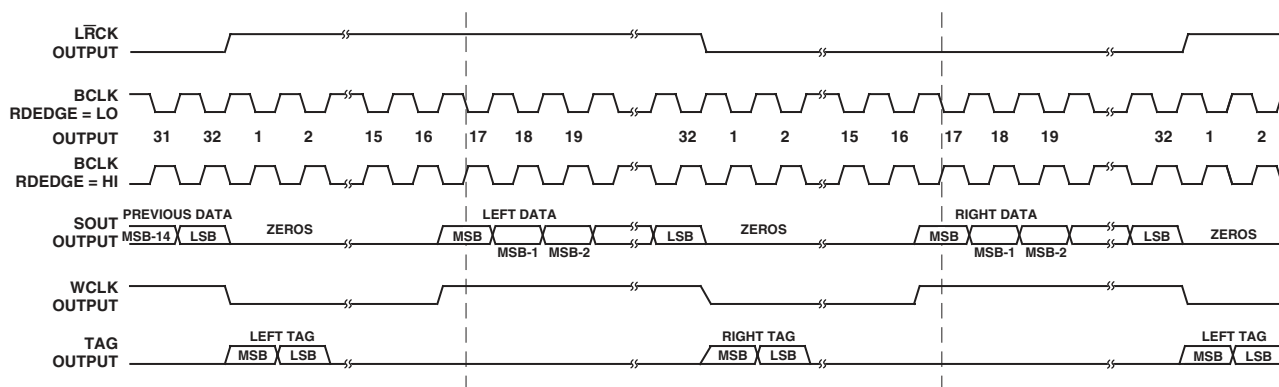 LR̅CK
OUTPUT
BCLK
RDEDGE = LO
OUTPUT
31 32 1 2 15 16 17 18 19 32 1 2 15 16 17 18 19 32 1 2
BCLK
RDEDGE = HI
SOUT
OUTPUT
PREVIOUS DATA LEFT DATA RIGHT DATA
MSB-14 LSB ZEROS MSB LSB ZEROS MSB LSB ZEROS
MSB-1 MSB-2 MSB-1 MSB-2
WCLK
OUTPUT
TAG
OUTPUT
LEFT TAG RIGHT TAG LEFT TAG
MSB LSB MSB LSB MSB LSB